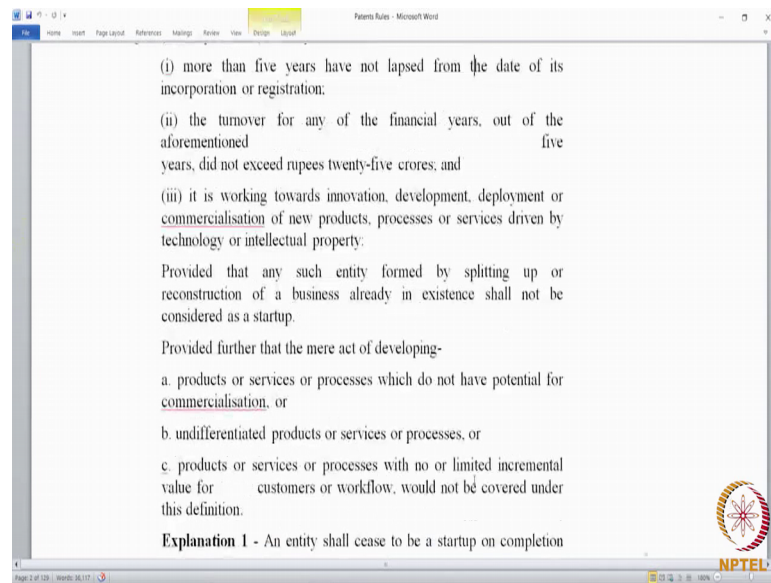 Patents Rules - Microsoft Word
File Home Insert Page Layout References Mailings Review View Design Layout
(i) more than five years have not lapsed from the date of its
incorporation or registration;
(ii) the turnover for any of the financial years, out of the
aforementioned five
years, did not exceed rupees twenty-five crores; and
(iii) it is working towards innovation, development, deployment or
commercialisation of new products, processes or services driven by
technology or intellectual property:
Provided that any such entity formed by splitting up or
reconstruction of a business already in existence shall not be
considered as a startup.
Provided further that the mere act of developing-
a. products or services or processes which do not have potential for
commercialisation, or
b. undifferentiated products or services or processes, or
c. products or services or processes with no or limited incremental
value for customers or workflow, would not be covered under
this definition.
Explanation 1 - An entity shall cease to be a startup on completion
NPTEL
Page: 2 of 129 Words: 36,117 100%